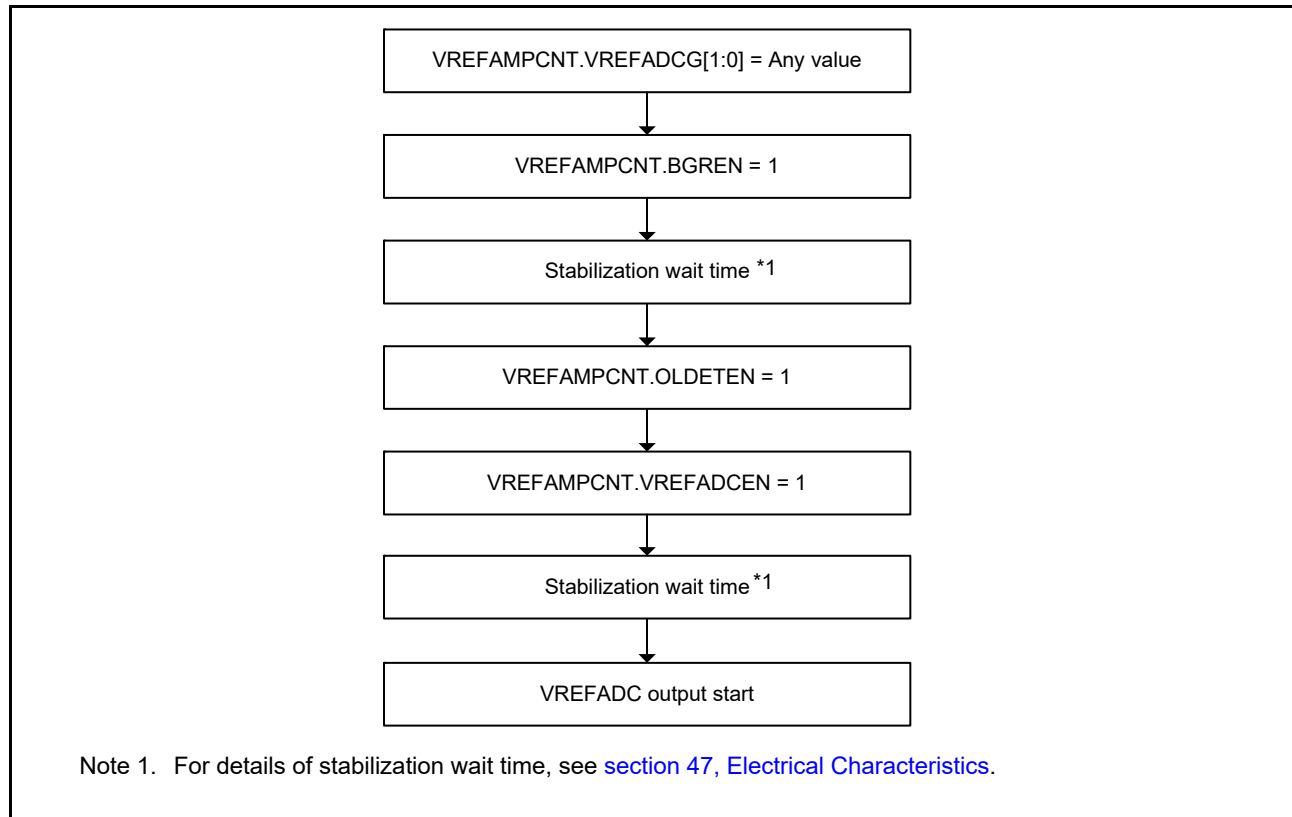 VREFAMPCNT.VREFADCG[1:0] = Any value
VREFAMPCNT.BGREN = 1
Stabilization wait time *1
VREFAMPCNT.OLDETEN = 1
VREFAMPCNT.VREFADCEN = 1
Stabilization wait time*1
VREFADC output start
Note 1. For details of stabilization wait time, see section 47, Electrical Characteristics.